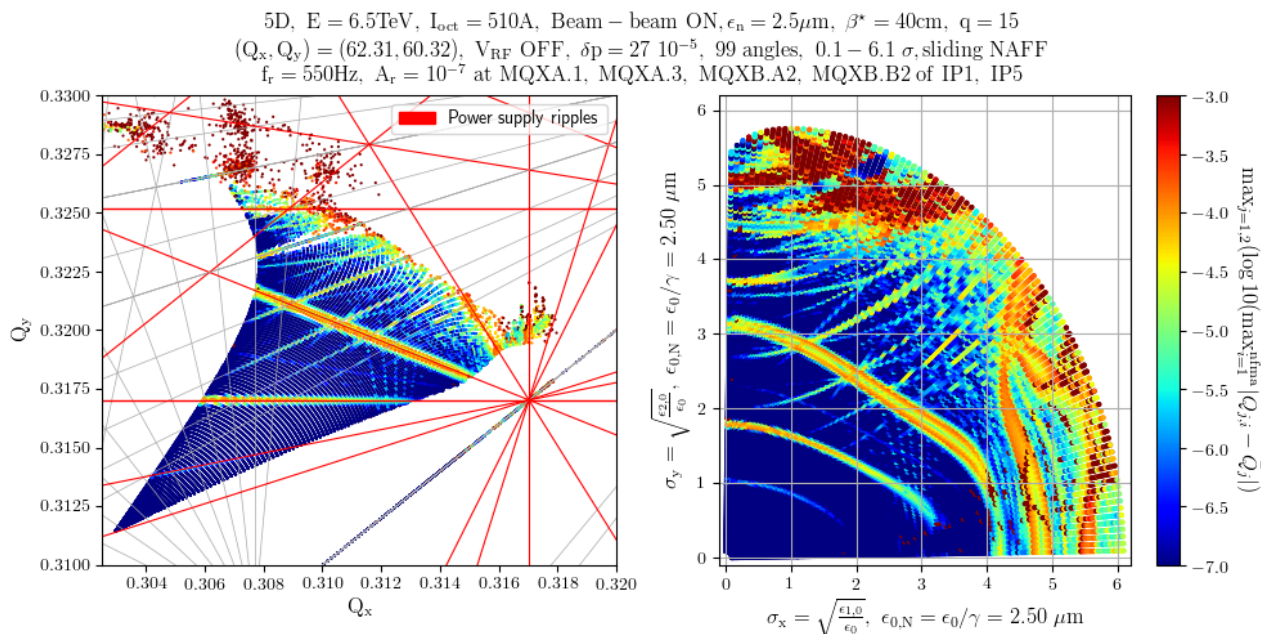 5D, E = 6.5TeV, I_oct = 510A, Beam − beam ON, ϵ_n = 2.5μm, β* = 40cm, q = 15
(Q_x, Q_y) = (62.31, 60.32), V_RF OFF, δp = 27 10^−5, 99 angles, 0.1 − 6.1 σ, sliding NAFF
f_r = 550Hz, A_r = 10^−7 at MQXA.1, MQXA.3, MQXB.A2, MQXB.B2 of IP1, IP5
Power supply ripples
0.3300
0.3275
0.3250
0.3225
0.3200
0.3175
0.3150
0.3125
0.3100
Q_y
0.304 0.306 0.308 0.310 0.312 0.314 0.316 0.318 0.320
Q_x
6
5
4
3
2
1
0
σ_y = √(ϵ_2,0/ϵ_0), ϵ_0,N = ϵ_0/γ = 2.50 μm
0 1 2 3 4 5 6
σ_x = √(ϵ_1,0/ϵ_0), ϵ_0,N = ϵ_0/γ = 2.50 μm
−3.0
−3.5
−4.0
−4.5
−5.0
−5.5
−6.0
−6.5
−7.0
max_j=1,2(log 10(max_i=1^nfma |Q_j,i − Q̄_j|)